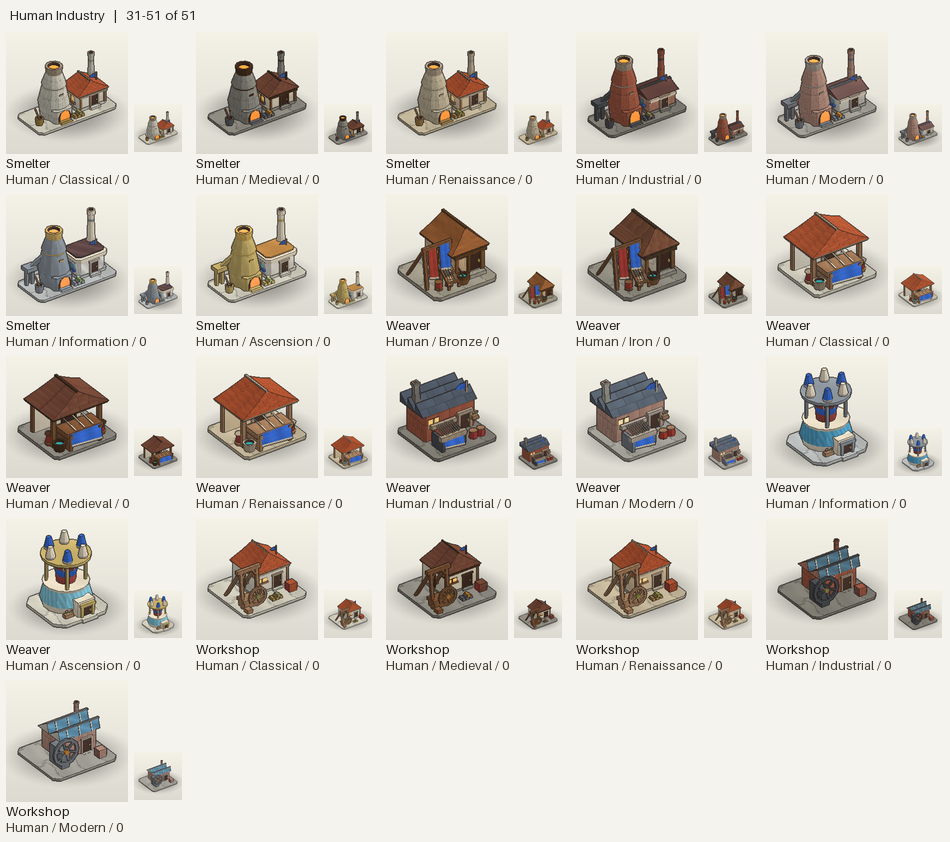 Human Industry | 31-51 of 51
Smelter
Human / Classical / 0
Smelter
Human / Medieval / 0
Smelter
Human / Renaissance / 0
Smelter
Human / Industrial / 0
Smelter
Human / Modern / 0
Smelter
Human / Information / 0
Smelter
Human / Ascension / 0
Weaver
Human / Bronze / 0
Weaver
Human / Iron / 0
Weaver
Human / Classical / 0
Weaver
Human / Medieval / 0
Weaver
Human / Renaissance / 0
Weaver
Human / Industrial / 0
Weaver
Human / Modern / 0
Weaver
Human / Information / 0
Weaver
Human / Ascension / 0
Workshop
Human / Classical / 0
Workshop
Human / Medieval / 0
Workshop
Human / Renaissance / 0
Workshop
Human / Industrial / 0
Workshop
Human / Modern / 0